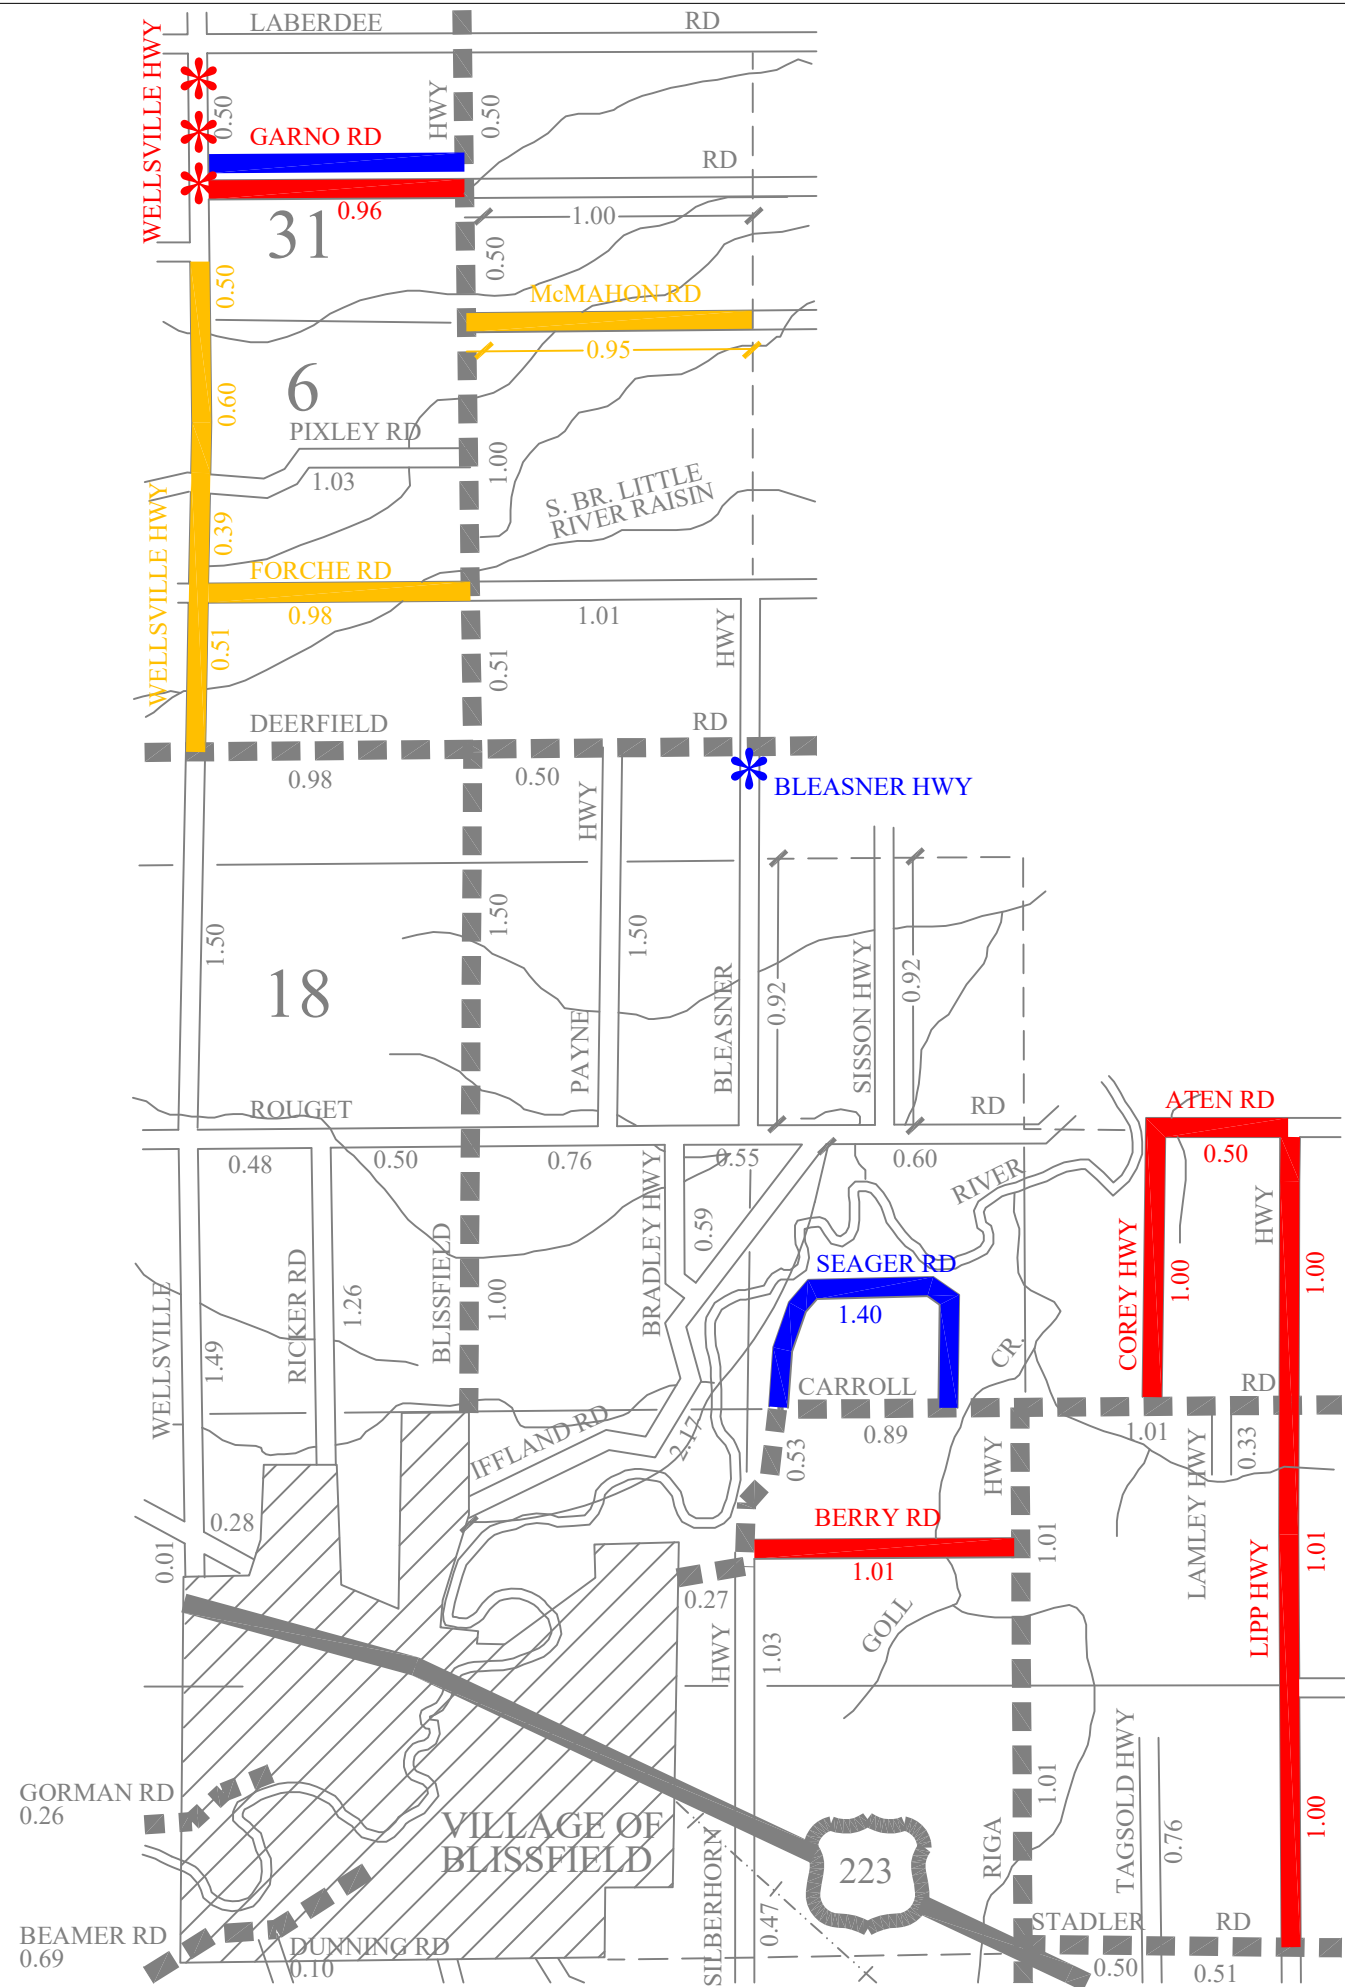 LABERDEE RD
WELLSVILLE HWY
0.50
HWY
0.50
GARNO RD
RD
0.96
31
1.00
0.50
0.50
McMAHON RD
0.95
6
0.60
PIXLEY RD
1.03
1.00
S. BR. LITTLE
RIVER RAISIN
WELLSVILLE HWY
0.39
FORCHE RD
0.98
1.01
0.51
0.51
HWY
DEERFIELD RD
0.98
0.50
HWY
BLEASNER HWY
1.50
18
1.50
1.50
PAYNE
BLEASNER
0.92
SISSON HWY
0.92
ROUGET RD
0.48
0.50
0.76
0.55
0.60
ATEN RD
0.50
RIVER
WELLSVILLE
1.49
RICKER RD
1.26
BLISSFIELD
1.00
BRADLEY HWY
0.59
SEAGER RD
1.40
COREY HWY
1.00
HWY
1.00
CR.
CARROLL RD
0.89
1.01
IFFLAND RD
2.17
0.53
HWY
LAMLEY HWY
0.33
0.28
0.01
BERRY RD
1.01
1.01
LIPP HWY
1.01
0.27
HWY
1.03
GOLL
GORMAN RD
0.26
VILLAGE OF
BLISSFIELD
SILBERHORM
0.47
223
RIGA
1.01
TAGSOLD HWY
0.76
1.00
BEAMER RD
0.69
DUNNING RD
0.10
STADLER RD
0.50
0.51